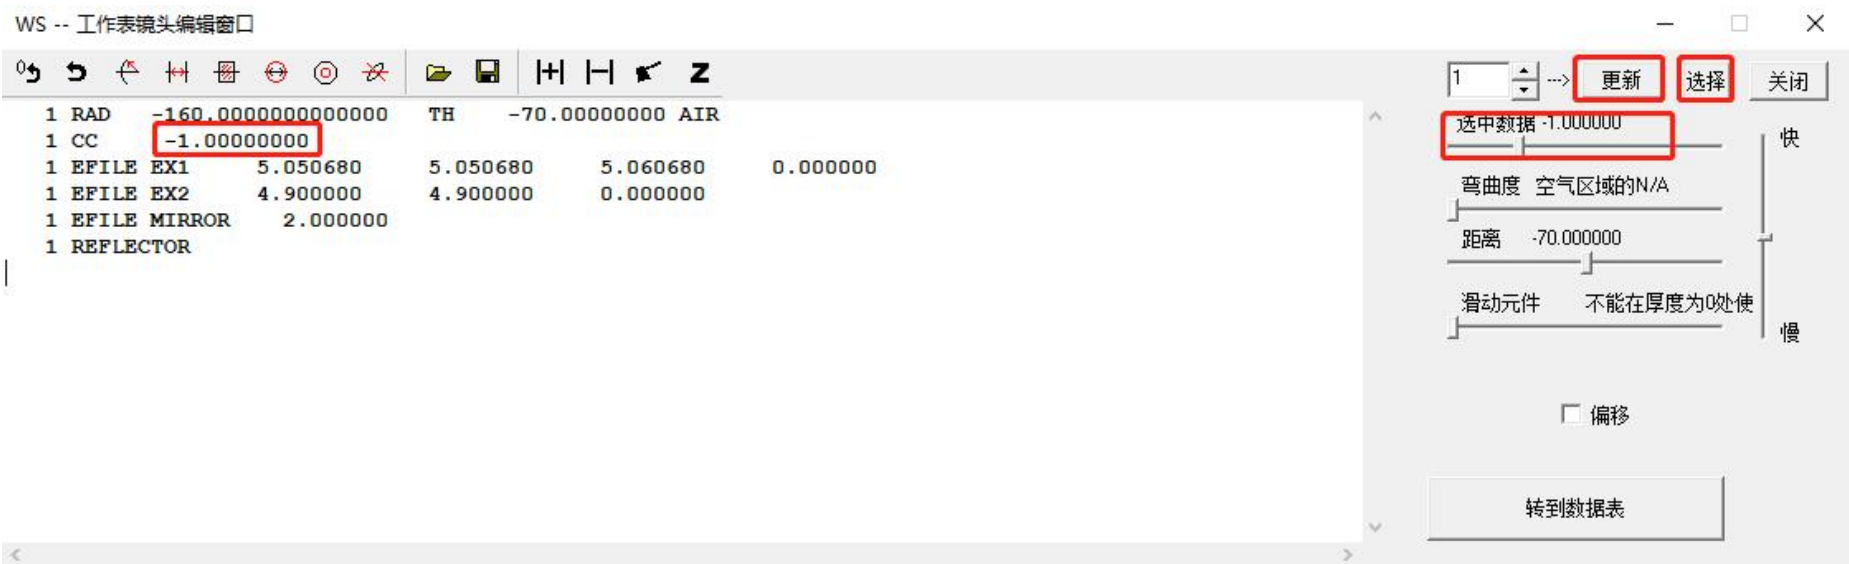 WS -- 工作表镜头编辑窗口
Z
1 ---> 更新 选择 关闭
1 RAD -160.0000000000000 TH -70.00000000 AIR
1 CC -1.00000000
1 EFILE EX1 5.050680 5.050680 5.060680 0.000000
1 EFILE EX2 4.900000 4.900000 0.000000
1 EFILE MIRROR 2.000000
1 REFLECTOR
选中数据 -1.000000
快
弯曲度 空气区域的N/A
距离 -70.000000
滑动元件 不能在厚度为0处使
慢
偏移
转到数据表